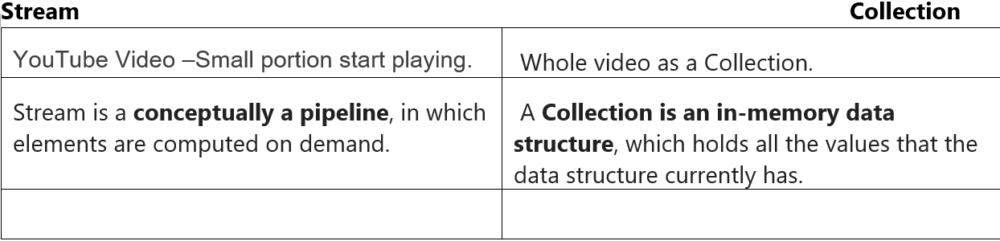 Stream Collection
YouTube Video –Small portion start playing. Whole video as a Collection.
Stream is a conceptually a pipeline, in which
elements are computed on demand.
A Collection is an in-memory data
structure, which holds all the values that the
data structure currently has.